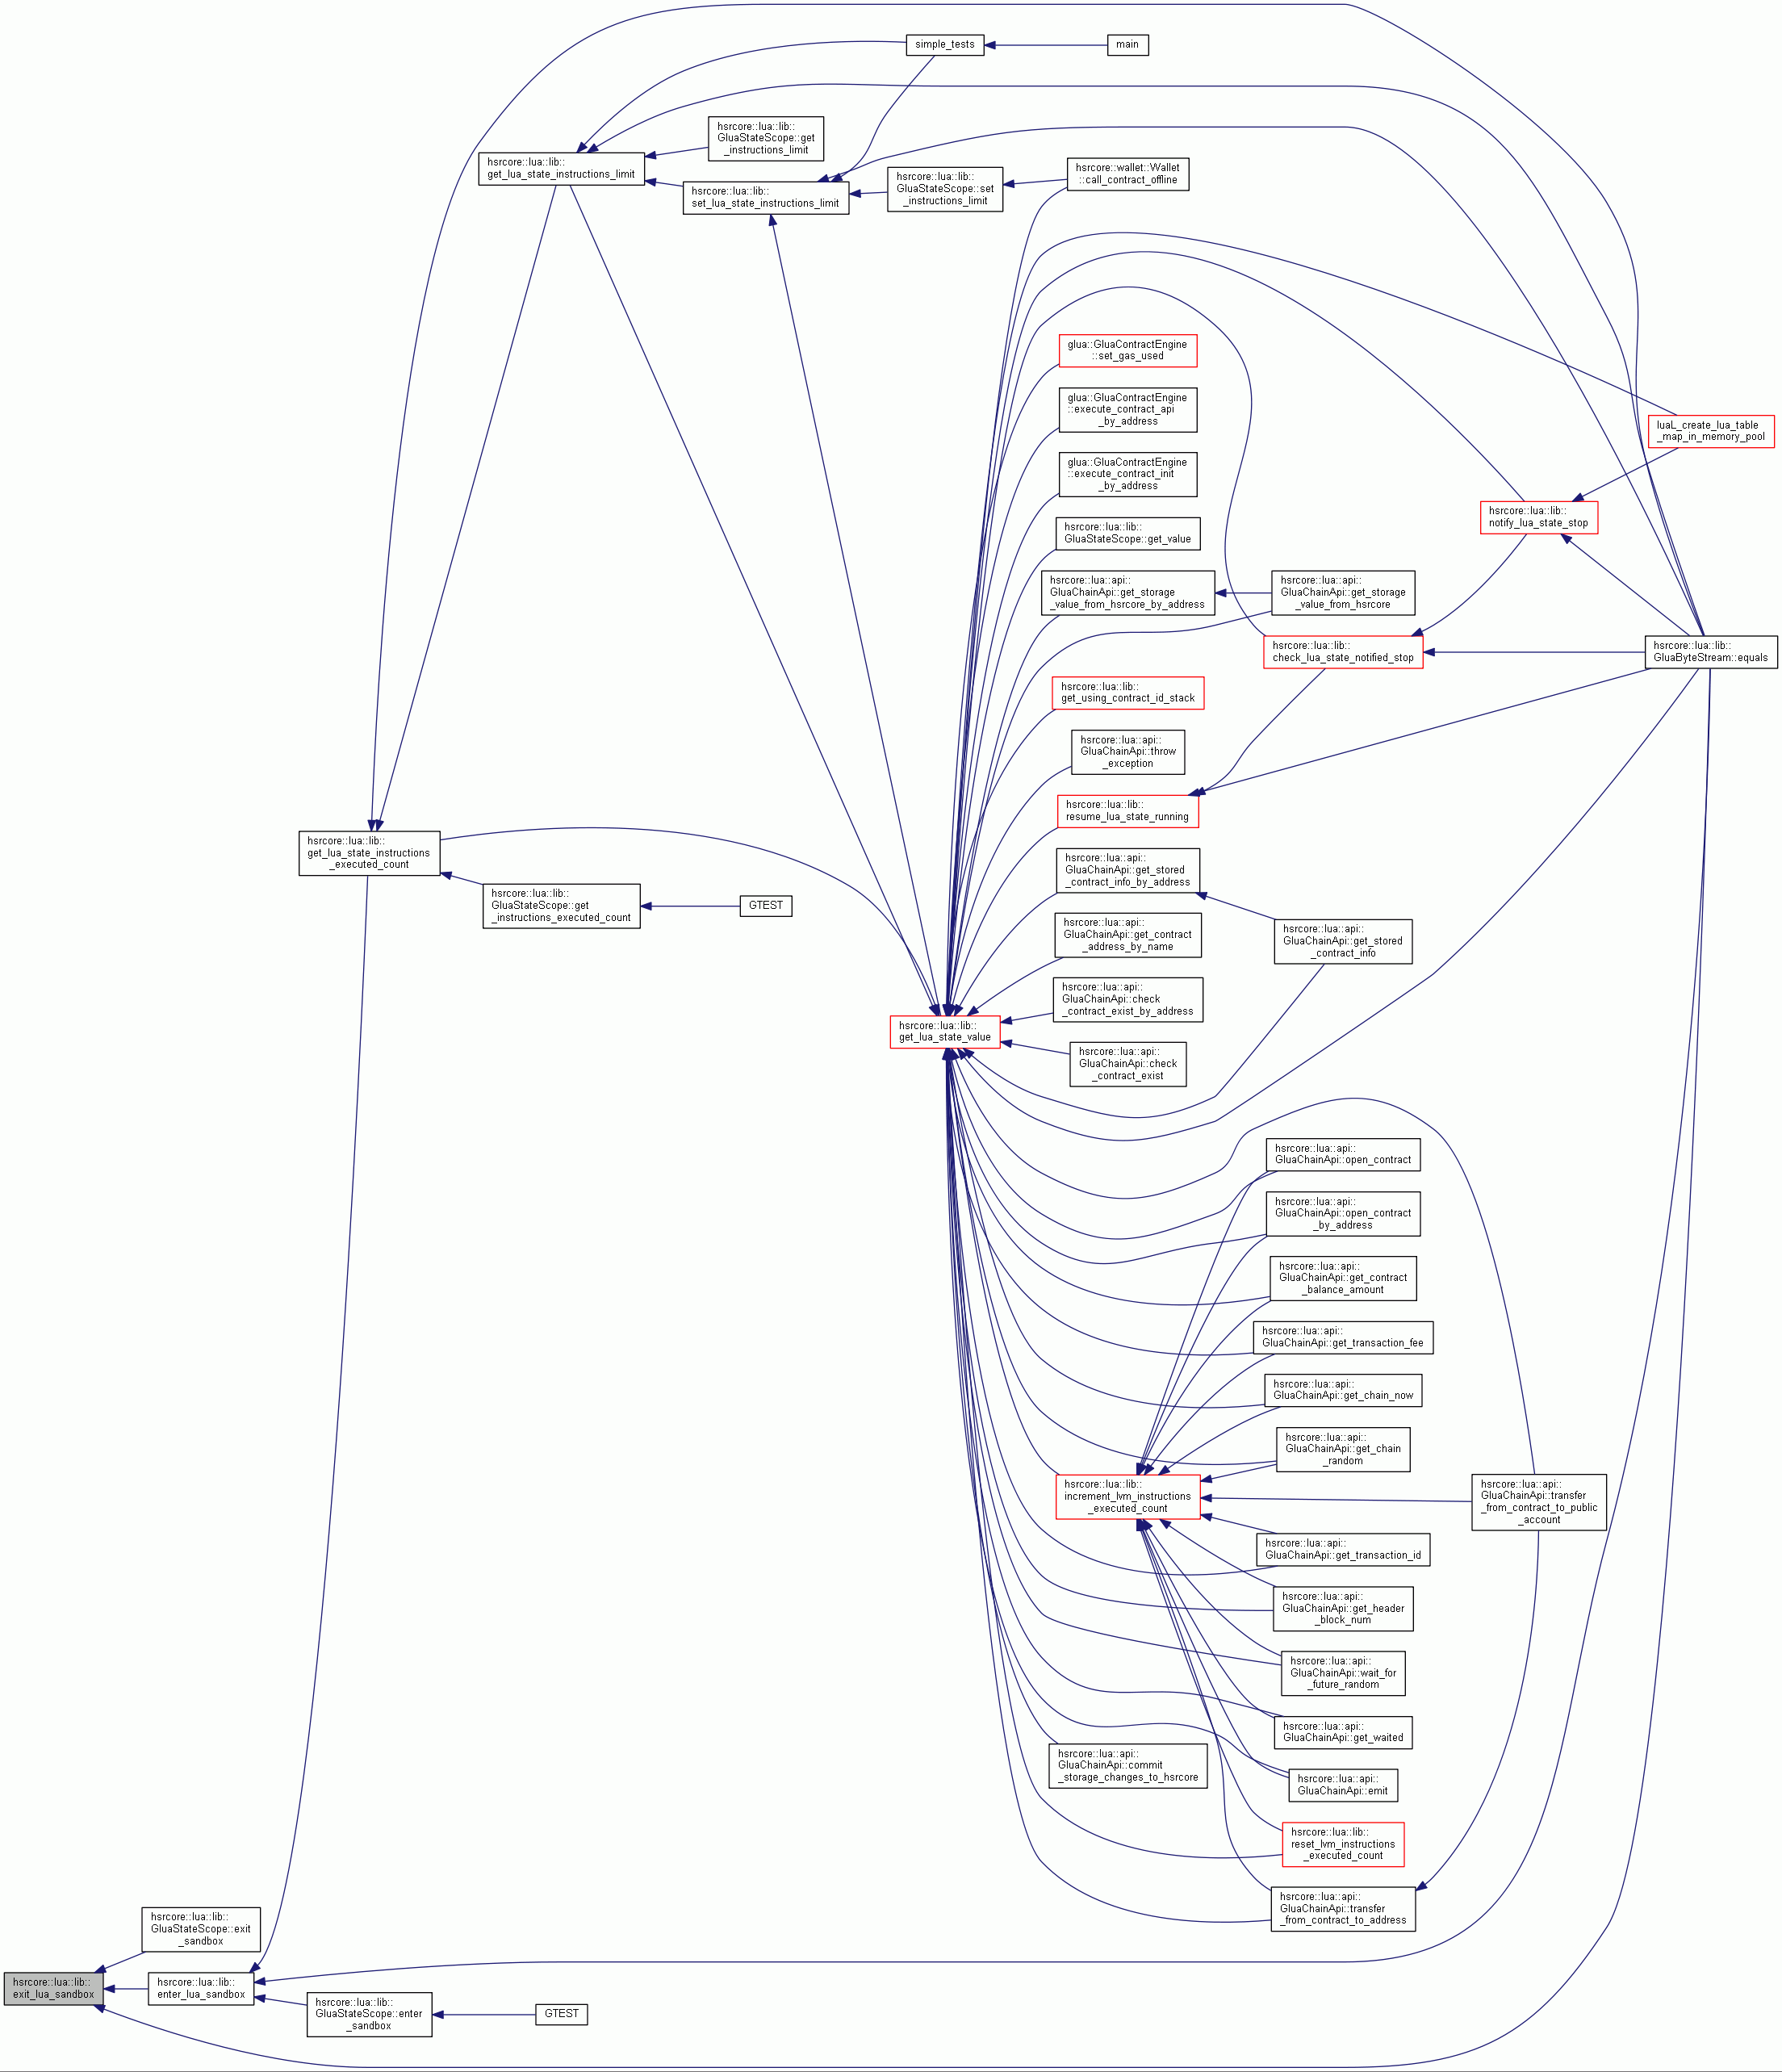 simple_tests
main
hsrcore::lua::lib::
GluaStateScope::get
_instructions_limit
hsrcore::lua::lib::
get_lua_state_instructions_limit
hsrcore::lua::lib::
set_lua_state_instructions_limit
hsrcore::lua::lib::
GluaStateScope::set
_instructions_limit
hsrcore::wallet::Wallet
::call_contract_offline
glua::GluaContractEngine
::set_gas_used
glua::GluaContractEngine
::execute_contract_api
_by_address
luaL_create_lua_table
_map_in_memory_pool
glua::GluaContractEngine
::execute_contract_init
_by_address
hsrcore::lua::lib::
notify_lua_state_stop
hsrcore::lua::lib::
GluaStateScope::get_value
hsrcore::lua::api::
GluaChainApi::get_storage
_value_from_hsrcore_by_address
hsrcore::lua::api::
GluaChainApi::get_storage
_value_from_hsrcore
hsrcore::lua::lib::
check_lua_state_notified_stop
hsrcore::lua::lib::
GluaByteStream::equals
hsrcore::lua::lib::
get_using_contract_id_stack
hsrcore::lua::api::
GluaChainApi::throw
_exception
hsrcore::lua::lib::
resume_lua_state_running
hsrcore::lua::lib::
get_lua_state_instructions
_executed_count
hsrcore::lua::api::
GluaChainApi::get_stored
_contract_info_by_address
hsrcore::lua::lib::
GluaStateScope::get
_instructions_executed_count
GTEST
hsrcore::lua::api::
GluaChainApi::get_contract
_address_by_name
hsrcore::lua::api::
GluaChainApi::get_stored
_contract_info
hsrcore::lua::api::
GluaChainApi::check
_contract_exist_by_address
hsrcore::lua::lib::
get_lua_state_value
hsrcore::lua::api::
GluaChainApi::check
_contract_exist
hsrcore::lua::api::
GluaChainApi::open_contract
hsrcore::lua::api::
GluaChainApi::open_contract
_by_address
hsrcore::lua::api::
GluaChainApi::get_contract
_balance_amount
hsrcore::lua::api::
GluaChainApi::get_transaction_fee
hsrcore::lua::api::
GluaChainApi::get_chain_now
hsrcore::lua::api::
GluaChainApi::get_chain
_random
hsrcore::lua::lib::
increment_lvm_instructions
_executed_count
hsrcore::lua::api::
GluaChainApi::transfer
_from_contract_to_public
_account
hsrcore::lua::api::
GluaChainApi::get_transaction_id
hsrcore::lua::api::
GluaChainApi::get_header
_block_num
hsrcore::lua::api::
GluaChainApi::wait_for
_future_random
hsrcore::lua::api::
GluaChainApi::get_waited
hsrcore::lua::api::
GluaChainApi::commit
_storage_changes_to_hsrcore
hsrcore::lua::api::
GluaChainApi::emit
hsrcore::lua::lib::
reset_lvm_instructions
_executed_count
hsrcore::lua::api::
GluaChainApi::transfer
_from_contract_to_address
hsrcore::lua::lib::
GluaStateScope::exit
_sandbox
hsrcore::lua::lib::
exit_lua_sandbox
hsrcore::lua::lib::
enter_lua_sandbox
hsrcore::lua::lib::
GluaStateScope::enter
_sandbox
GTEST